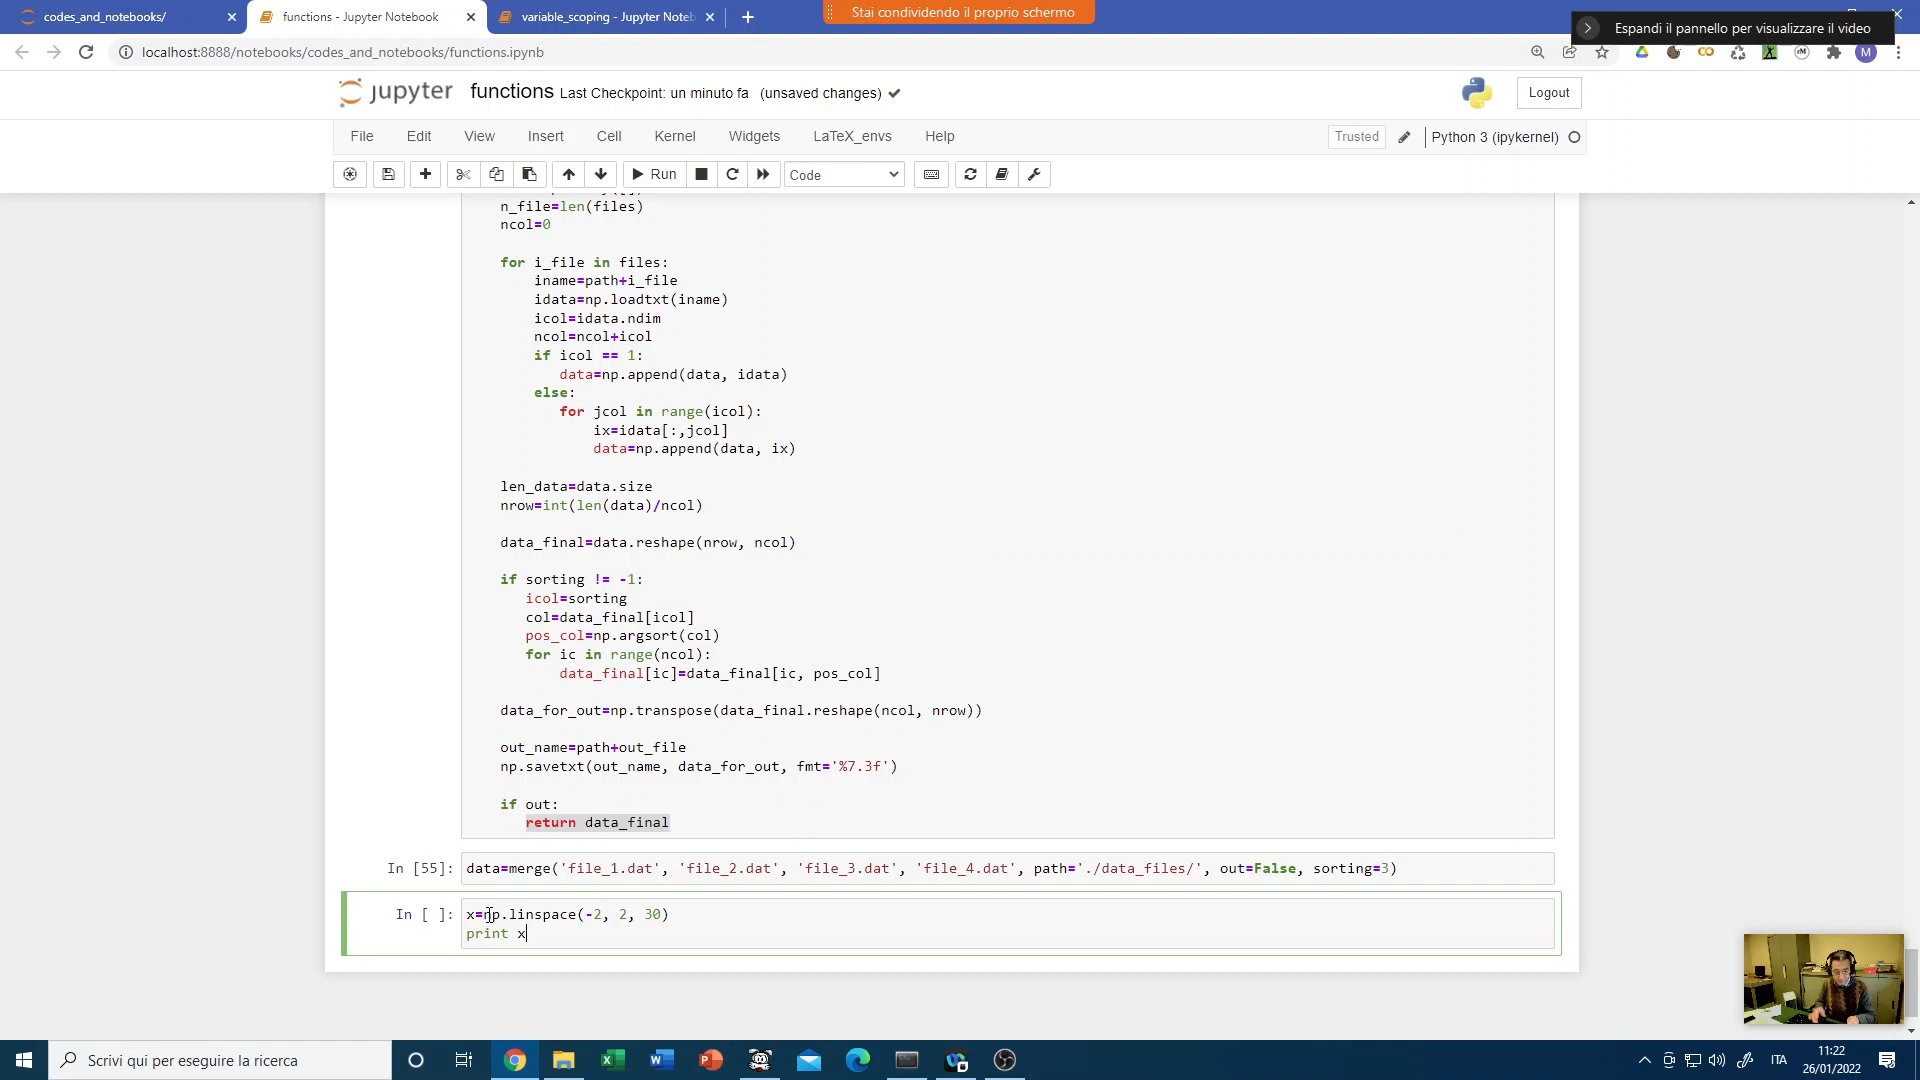 codes_and_notebooks/
functions - Jupyter Notebook
variable_scoping - Jupyter Noteb
Stai condividendo il proprio schermo
Espandi il pannello per visualizzare il video
localhost:8888/notebooks/codes_and_notebooks/functions.ipynb
M
jupyter functions Last Checkpoint: un minuto fa (unsaved changes)
Logout
File Edit View Insert Cell Kernel Widgets LaTeX_envs Help
Trusted
Python 3 (ipykernel)
Run
Code
n_file=len(files)
ncol=0
for i_file in files:
iname=path+i_file
idata=np.loadtxt(iname)
icol=idata.ndim
ncol=ncol+icol
if icol == 1:
data=np.append(data, idata)
else:
for jcol in range(icol):
ix=idata[:,jcol]
data=np.append(data, ix)
len_data=data.size
nrow=int(len(data)/ncol)
data_final=data.reshape(nrow, ncol)
if sorting != -1:
icol=sorting
col=data_final[icol]
pos_col=np.argsort(col)
for ic in range(ncol):
data_final[ic]=data_final[ic, pos_col]
data_for_out=np.transpose(data_final.reshape(ncol, nrow))
out_name=path+out_file
np.savetxt(out_name, data_for_out, fmt='%7.3f')
if out:
return data_final
In [55]: data=merge('file_1.dat', 'file_2.dat', 'file_3.dat', 'file_4.dat', path='./data_files/', out=False, sorting=3)
In [ ]: x=np.linspace(-2, 2, 30)
print x
Scrivi qui per eseguire la ricerca
ITA
11:22
26/01/2022